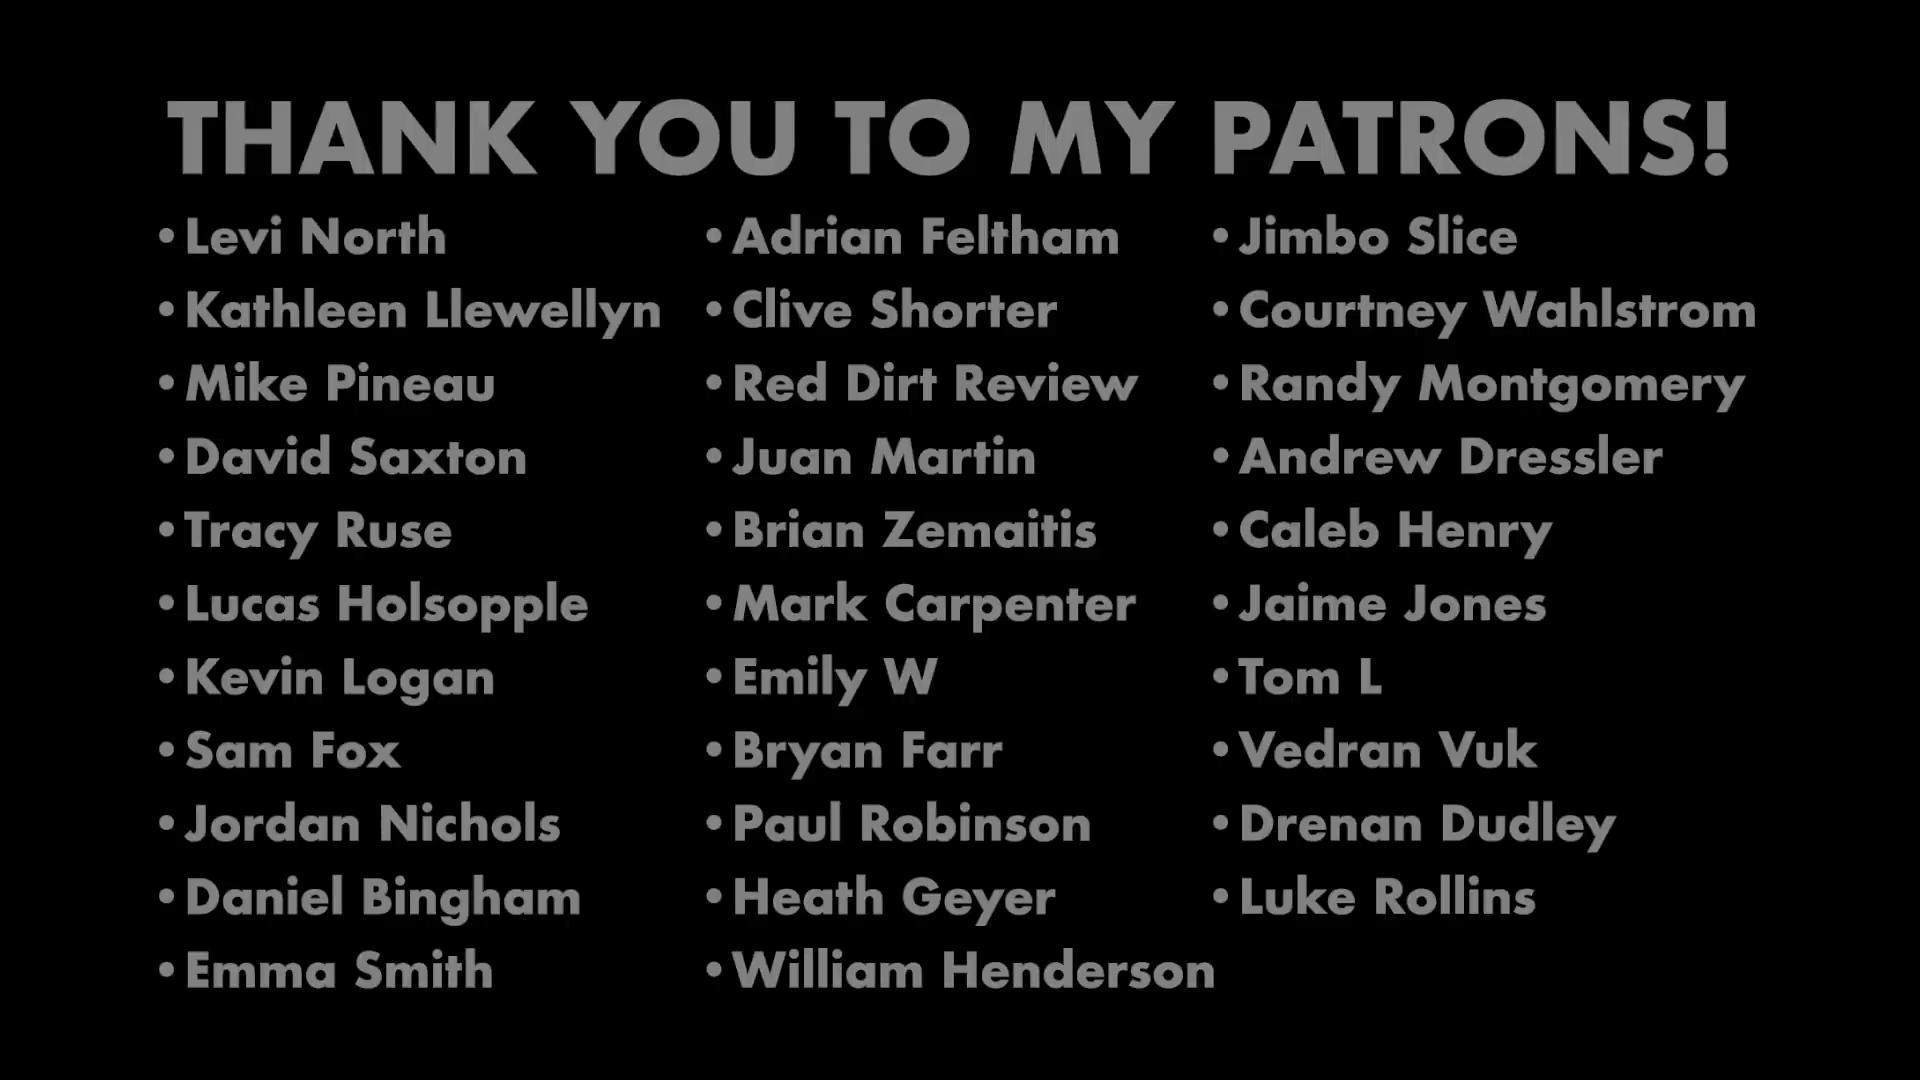 THANK YOU TO MY PATRONS!
• Levi North
• Kathleen Llewellyn
• Mike Pineau
• David Saxton
• Tracy Ruse
• Lucas Holsopple
• Kevin Logan
• Sam Fox
• Jordan Nichols
• Daniel Bingham
• Emma Smith
• Adrian Feltham
• Clive Shorter
• Red Dirt Review
• Juan Martin
• Brian Zemaitis
• Mark Carpenter
• Emily W
• Bryan Farr
• Paul Robinson
• Heath Geyer
• William Henderson
• Jimbo Slice
• Courtney Wahlstrom
• Randy Montgomery
• Andrew Dressler
• Caleb Henry
• Jaime Jones
• Tom L
• Vedran Vuk
• Drenan Dudley
• Luke Rollins